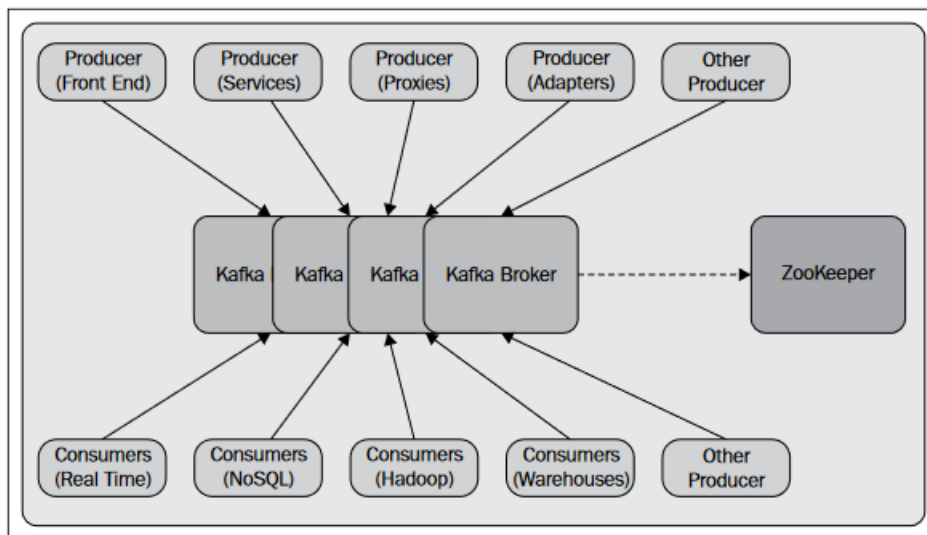 Producer
(Front End)
Producer
(Services)
Producer
(Proxies)
Producer
(Adapters)
Other
Producer
Kafka
Kafka
Kafka
Kafka Broker
ZooKeeper
Consumers
(Real Time)
Consumers
(NoSQL)
Consumers
(Hadoop)
Consumers
(Warehouses)
Other
Producer